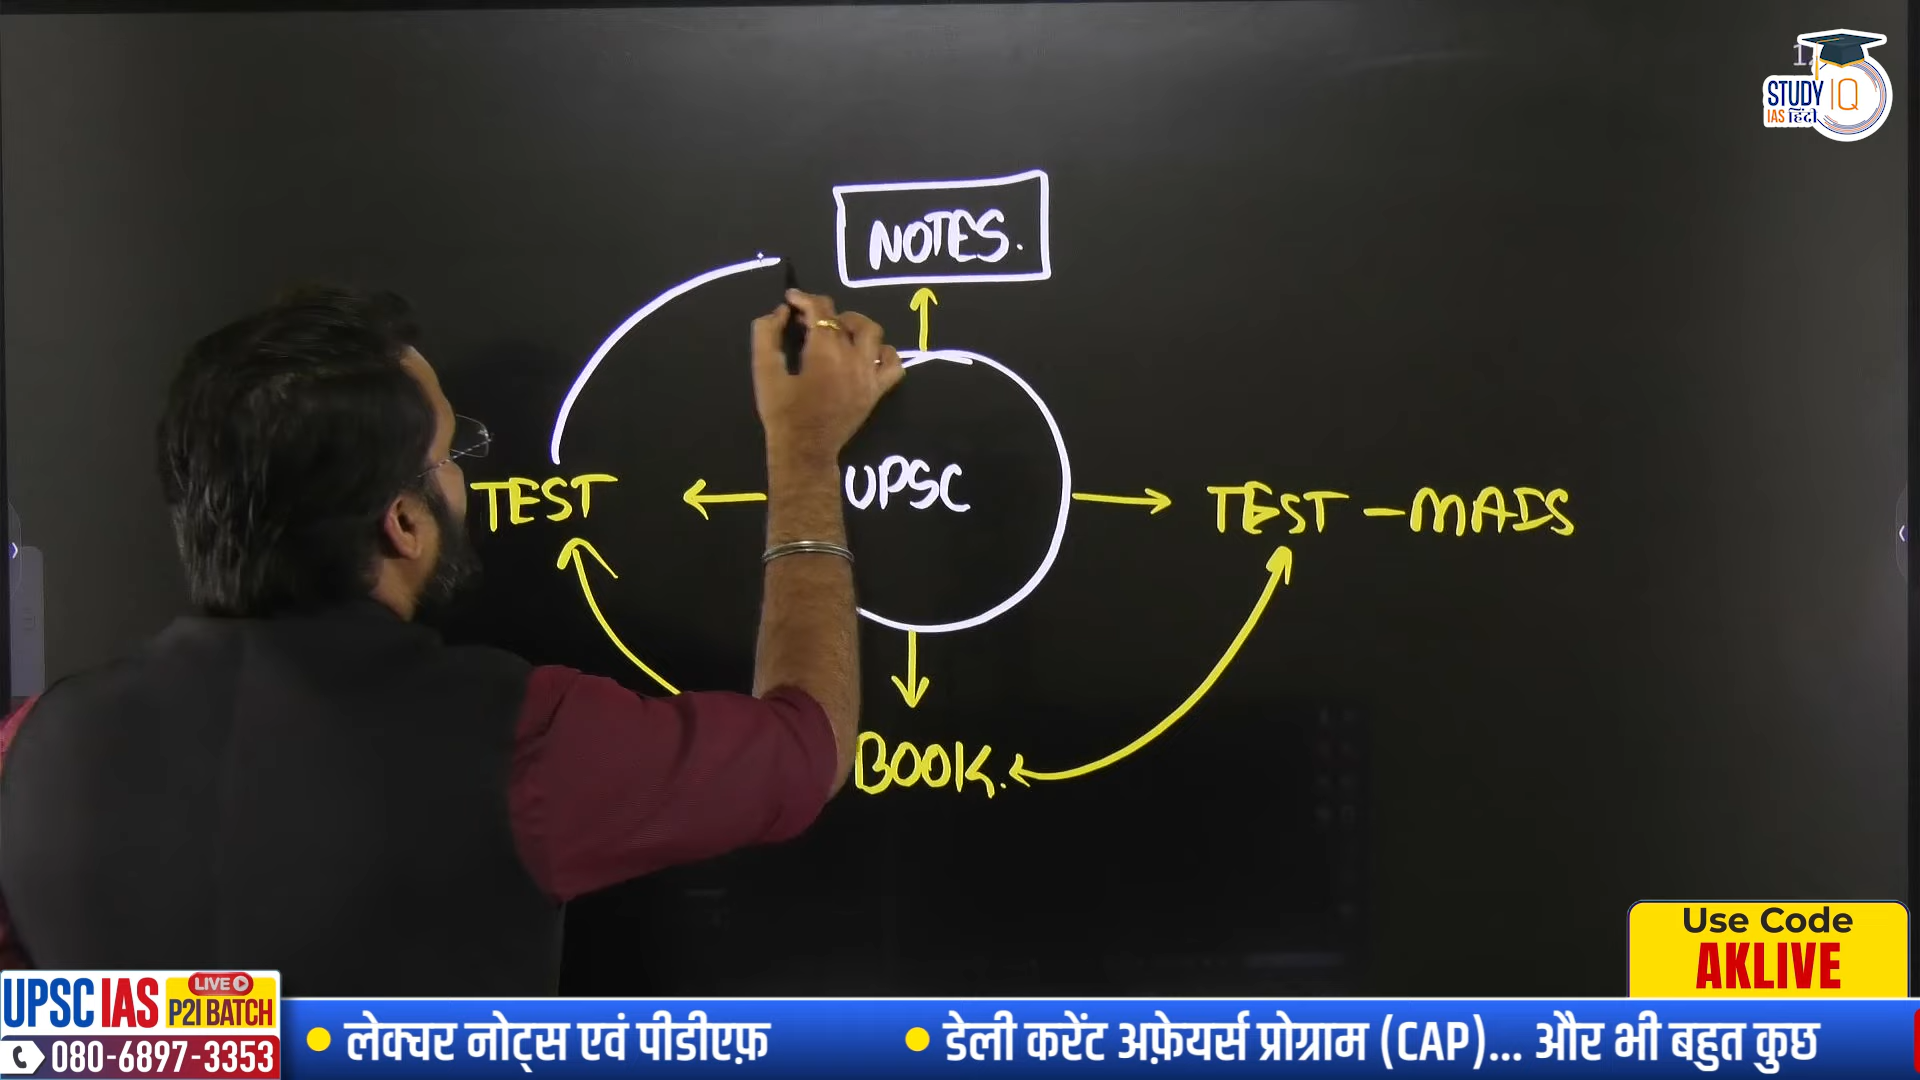 STUDY IQ
IAS हिंदी
NOTES.
UPSC
TEST
TEST - MAIS
BOOK.
Use Code
AKLIVE
LIVE
UPSC IAS P2I BATCH
080-6897-3353
लेक्चर नोट्स एवं पीडीएफ़
डेली करेंट अफ़ेयर्स प्रोग्राम (CAP)... और भी बहुत कुछ